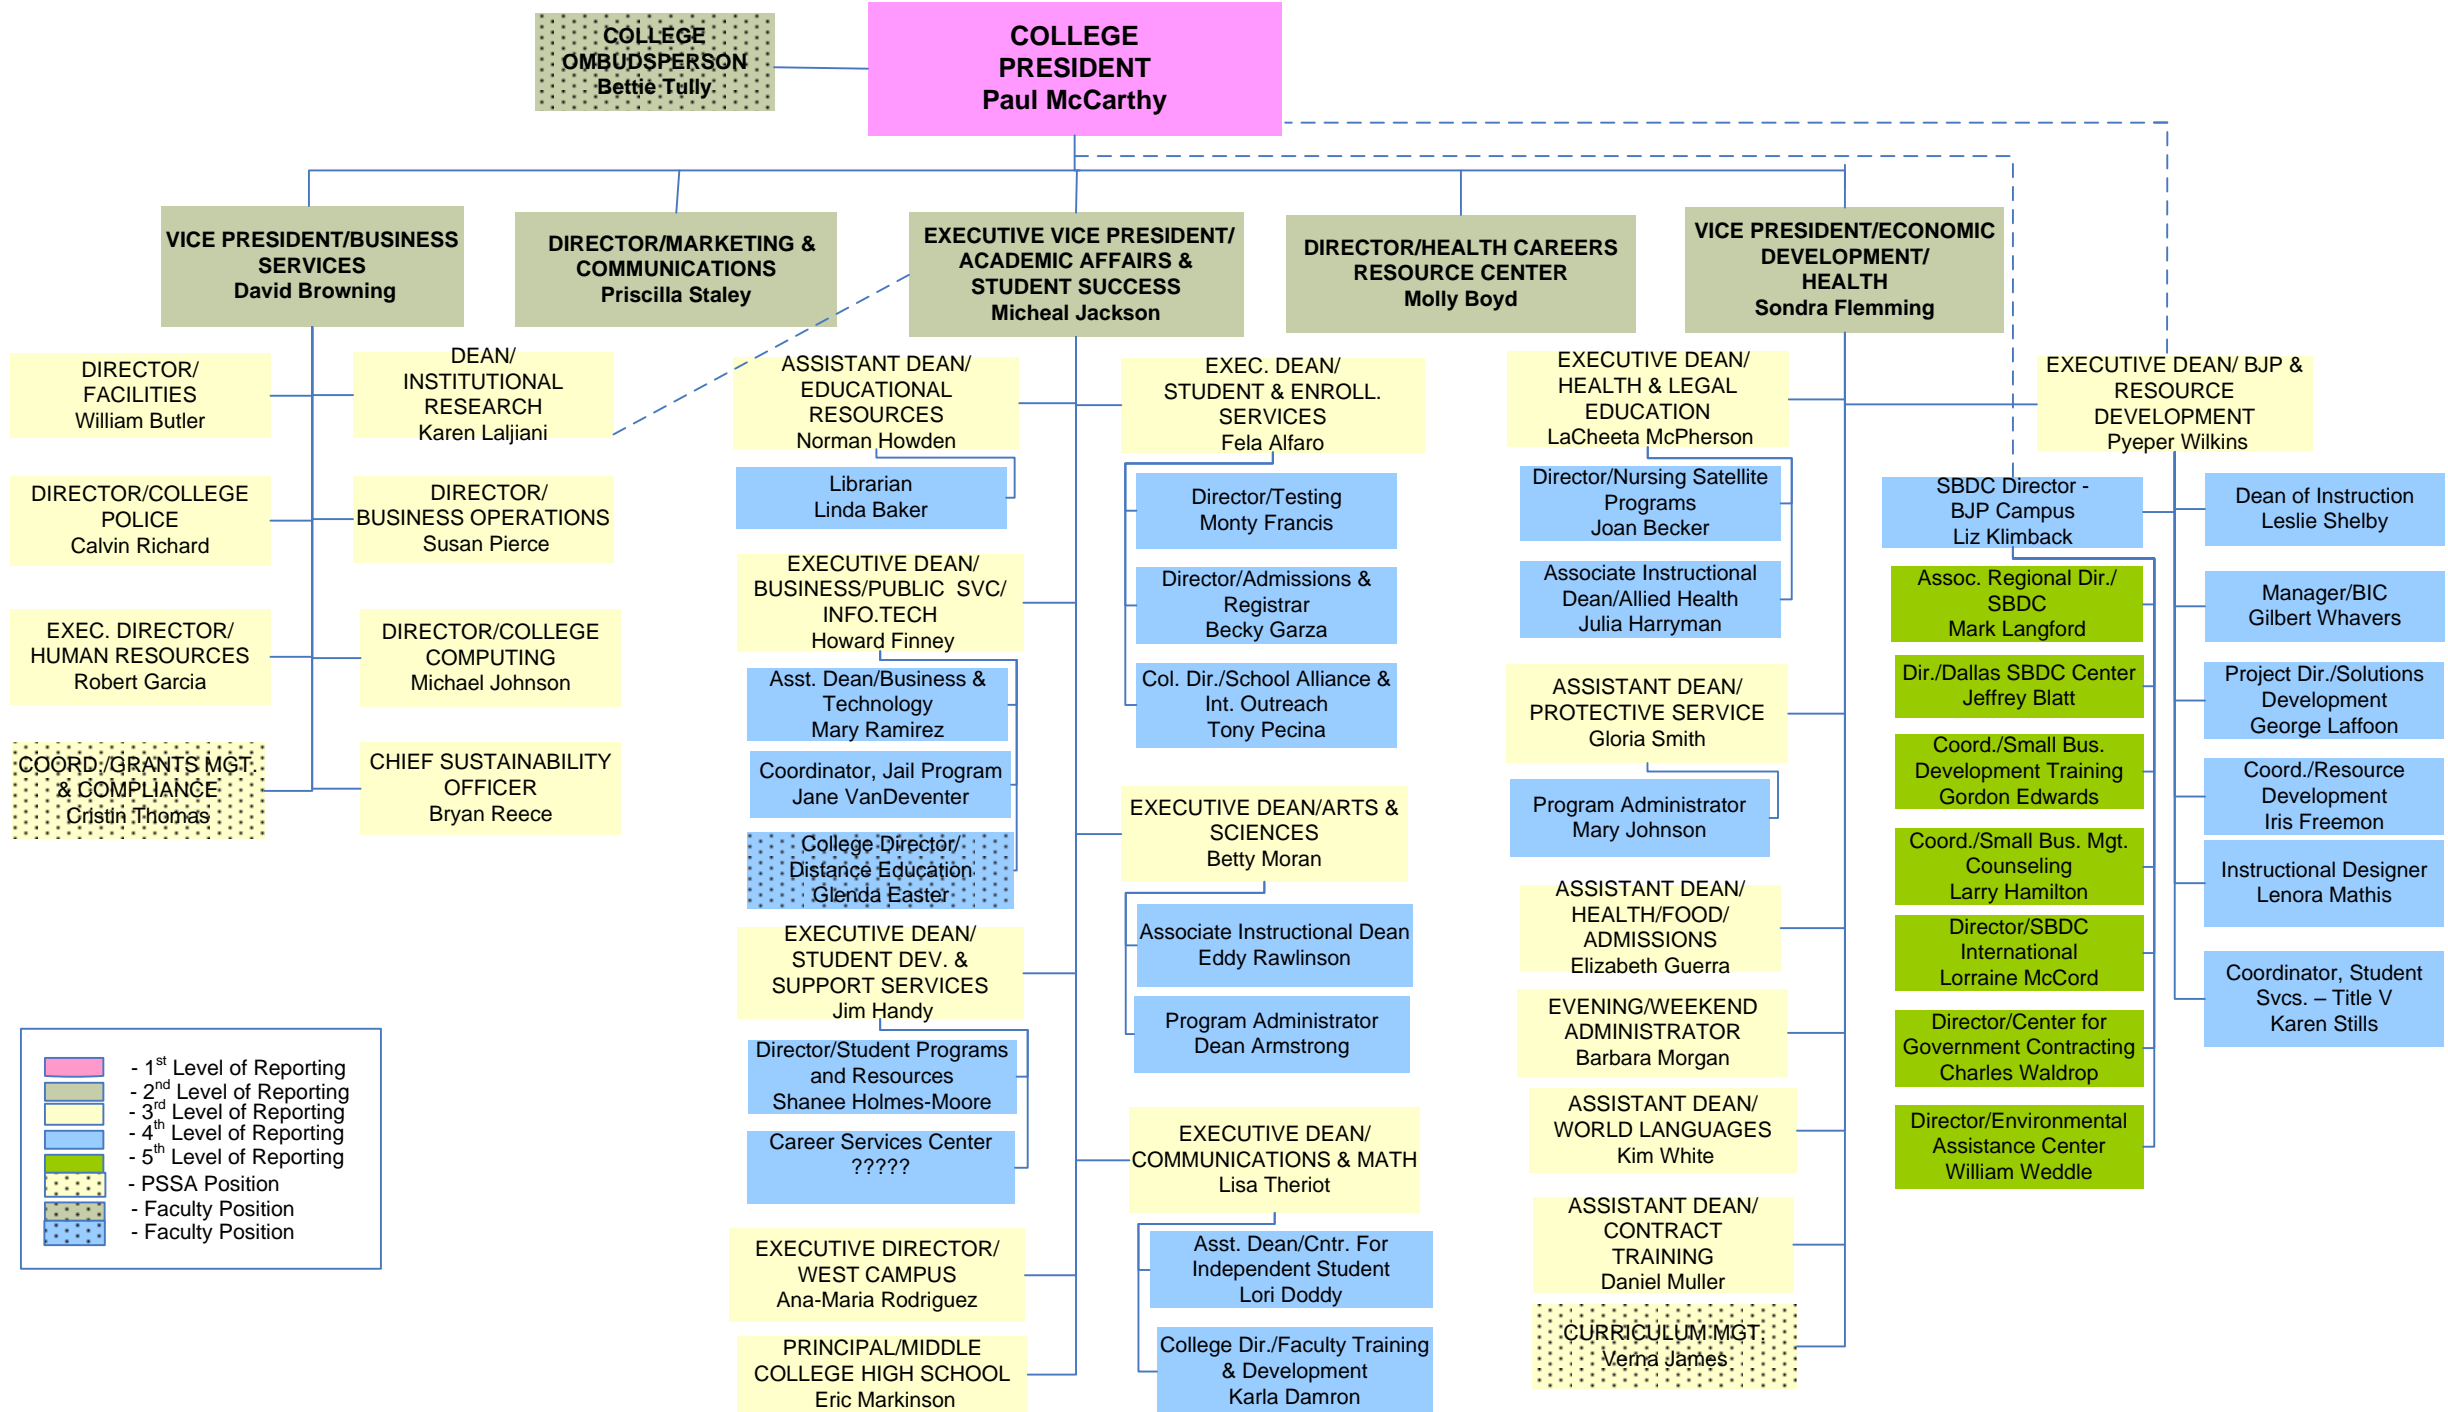 COLLEGE
OMBUDSPERSON
Bettie Tully
COLLEGE
PRESIDENT
Paul McCarthy
VICE PRESIDENT/BUSINESS
SERVICES
David Browning
DIRECTOR/MARKETING &
COMMUNICATIONS
Priscilla Staley
EXECUTIVE VICE PRESIDENT/
ACADEMIC AFFAIRS &
STUDENT SUCCESS
Micheal Jackson
DIRECTOR/HEALTH CAREERS
RESOURCE CENTER
Molly Boyd
VICE PRESIDENT/ECONOMIC
DEVELOPMENT/
HEALTH
Sondra Flemming
DIRECTOR/
FACILITIES
William Butler
DEAN/
INSTITUTIONAL
RESEARCH
Karen Laljiani
DIRECTOR/COLLEGE
POLICE
Calvin Richard
DIRECTOR/
BUSINESS OPERATIONS
Susan Pierce
EXEC. DIRECTOR/
HUMAN RESOURCES
Robert Garcia
DIRECTOR/COLLEGE
COMPUTING
Michael Johnson
COORD./GRANTS MGT.
& COMPLIANCE
Cristin Thomas
CHIEF SUSTAINABILITY
OFFICER
Bryan Reece
ASSISTANT DEAN/
EDUCATIONAL
RESOURCES
Norman Howden
Librarian
Linda Baker
EXECUTIVE DEAN/
BUSINESS/PUBLIC SVC/
INFO.TECH
Howard Finney
Asst. Dean/Business &
Technology
Mary Ramirez
Coordinator, Jail Program
Jane VanDeventer
College Director/
Distance Education
Glenda Easter
EXECUTIVE DEAN/
STUDENT DEV. &
SUPPORT SERVICES
Jim Handy
Director/Student Programs
and Resources
Shanee Holmes-Moore
Career Services Center
?????
EXECUTIVE DIRECTOR/
WEST CAMPUS
Ana-Maria Rodriguez
PRINCIPAL/MIDDLE
COLLEGE HIGH SCHOOL
Eric Markinson
EXEC. DEAN/
STUDENT & ENROLL.
SERVICES
Fela Alfaro
Director/Testing
Monty Francis
Director/Admissions &
Registrar
Becky Garza
Col. Dir./School Alliance &
Int. Outreach
Tony Pecina
EXECUTIVE DEAN/ARTS &
SCIENCES
Betty Moran
Associate Instructional Dean
Eddy Rawlinson
Program Administrator
Dean Armstrong
EXECUTIVE DEAN/
COMMUNICATIONS & MATH
Lisa Theriot
Asst. Dean/Cntr. For
Independent Student
Lori Doddy
College Dir./Faculty Training
& Development
Karla Damron
EXECUTIVE DEAN/
HEALTH & LEGAL
EDUCATION
LaCheeta McPherson
Director/Nursing Satellite
Programs
Joan Becker
Associate Instructional
Dean/Allied Health
Julia Harryman
ASSISTANT DEAN/
PROTECTIVE SERVICE
Gloria Smith
Program Administrator
Mary Johnson
ASSISTANT DEAN/
HEALTH/FOOD/
ADMISSIONS
Elizabeth Guerra
EVENING/WEEKEND
ADMINISTRATOR
Barbara Morgan
ASSISTANT DEAN/
WORLD LANGUAGES
Kim White
ASSISTANT DEAN/
CONTRACT
TRAINING
Daniel Muller
CURRICULUM MGT.
Verna James
EXECUTIVE DEAN/ BJP &
RESOURCE
DEVELOPMENT
Pyeper Wilkins
SBDC Director -
BJP Campus
Liz Klimback
Assoc. Regional Dir./
SBDC
Mark Langford
Dir./Dallas SBDC Center
Jeffrey Blatt
Coord./Small Bus.
Development Training
Gordon Edwards
Coord./Small Bus. Mgt.
Counseling
Larry Hamilton
Director/SBDC
International
Lorraine McCord
Director/Center for
Government Contracting
Charles Waldrop
Director/Environmental
Assistance Center
William Weddle
Dean of Instruction
Leslie Shelby
Manager/BIC
Gilbert Whavers
Project Dir./Solutions
Development
George Laffoon
Coord./Resource
Development
Iris Freemon
Instructional Designer
Lenora Mathis
Coordinator, Student
Svcs. – Title V
Karen Stills
- 1st Level of Reporting
- 2nd Level of Reporting
- 3rd Level of Reporting
- 4th Level of Reporting
- 5th Level of Reporting
- PSSA Position
- Faculty Position
- Faculty Position